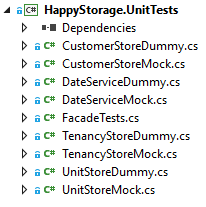 C# HappyStorage.UnitTests
Dependencies
C# CustomerStoreDummy.cs
C# CustomerStoreMock.cs
C# DateServiceDummy.cs
C# DateServiceMock.cs
C# FacadeTests.cs
C# TenancyStoreDummy.cs
C# TenancyStoreMock.cs
C# UnitStoreDummy.cs
C# UnitStoreMock.cs